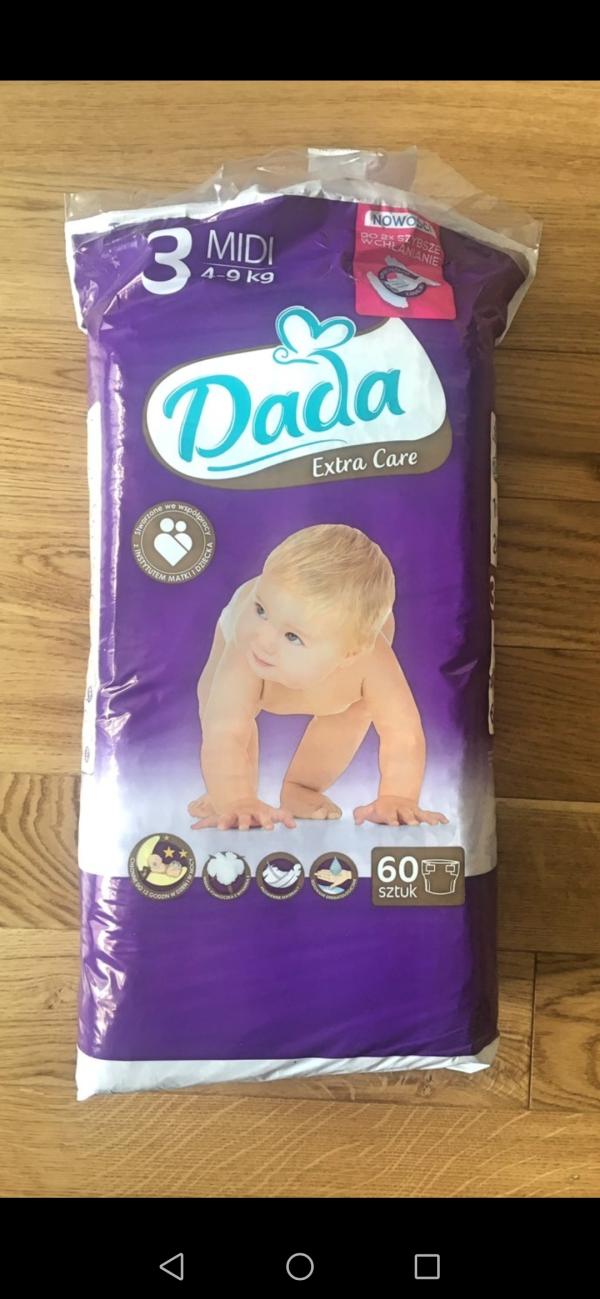 3 MIDI
4-9 kg
NOWOŚĆ
DO 2x SZYBSZE
WCHŁANIANIE
Dada
Extra Care
Stworzone we współpracy
z INSTYTUTEM MATKI I DZIECKA
60
sztuk